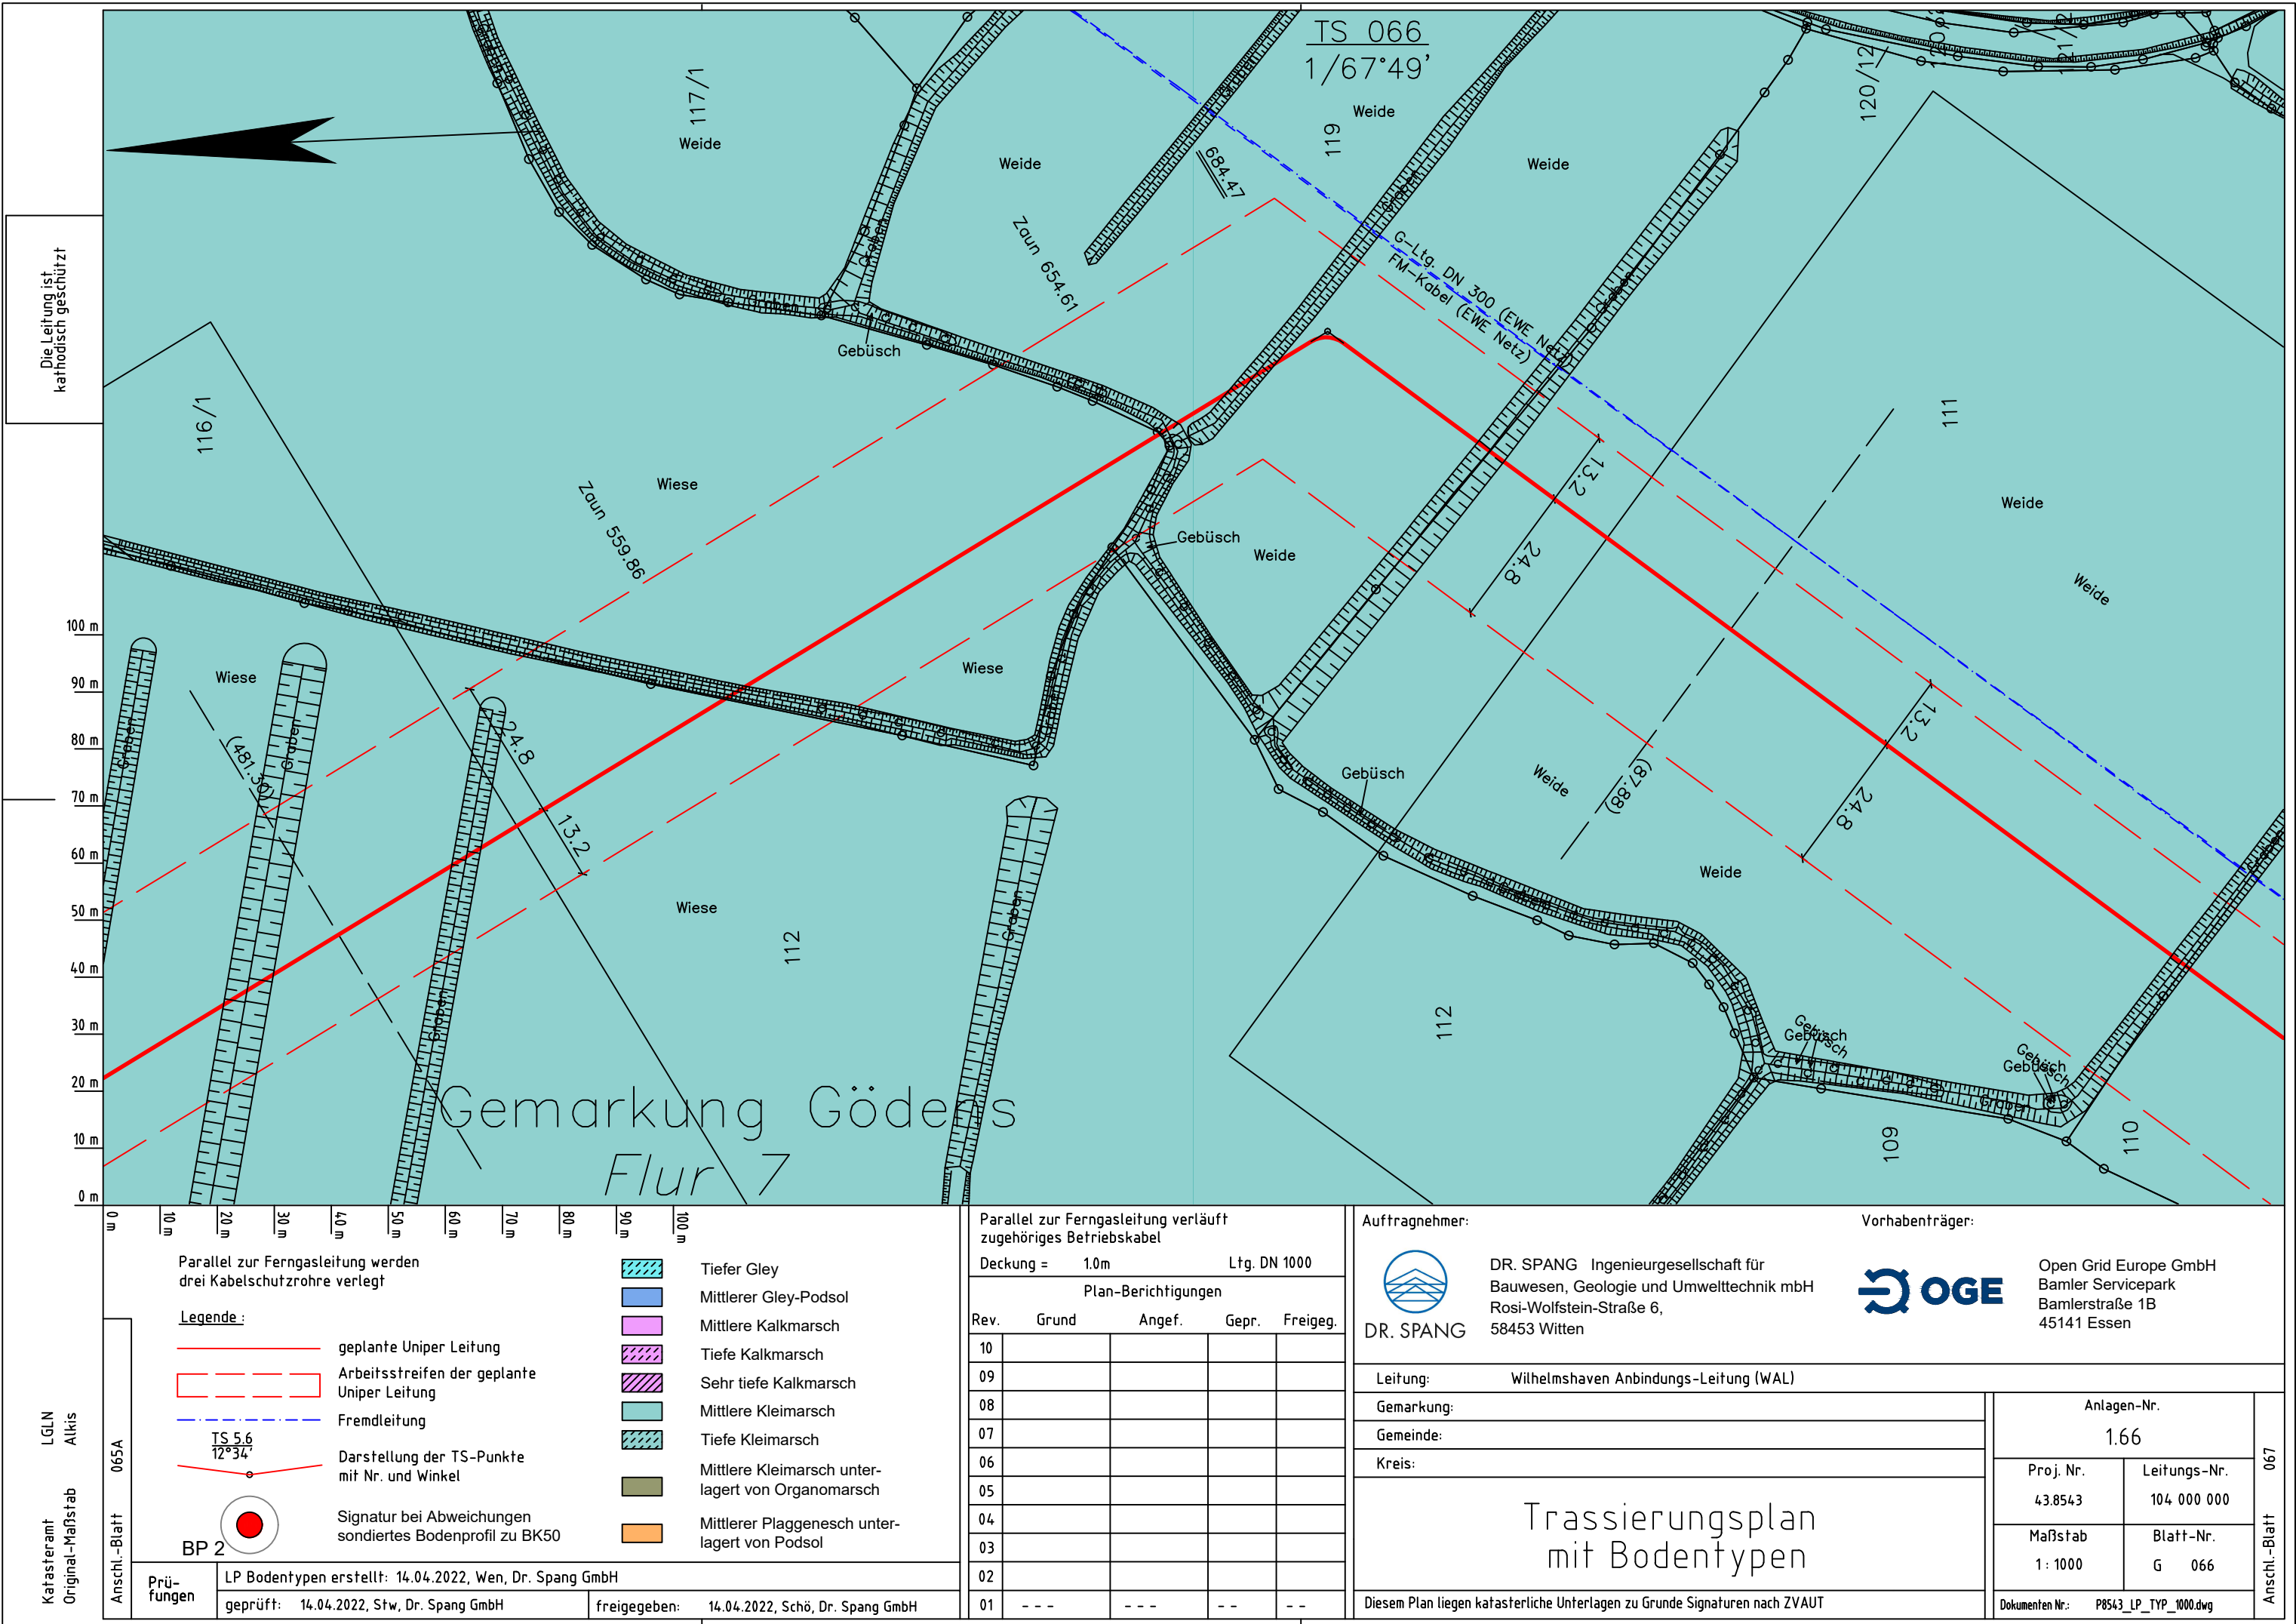 TS 066
1/67°49'
117/1
Weide
Weide
Weide
119
Weide
120/12
684.47
Graben
Graben
Graben
Graben
Zaun 654.61
G-Ltg. DN 300 (EWE Netz)
FM-Kabel (EWE Netz)
Graben
Gebüsch
Die Leitung ist
kathodisch geschützt
116/1
111
Wiese
Zaun 559.86
13.2
24.8
Weide
Weide
Gebüsch
Weide
Wiese
Wiese
Graben
Graben
(481.39)
24.8
13.2
Gebüsch
Weide
(87.88)
13.2
24.8
Weide
Wiese
112
Graben
Graben
112
Gebüsch
Gebüsch
Gebüsch
Gebüsch
Graben
109
110
Gemarkung Gödens
Flur 7
100 m
90 m
80 m
70 m
60 m
50 m
40 m
30 m
20 m
10 m
0 m
0 m
10 m
20 m
30 m
40 m
50 m
60 m
70 m
80 m
90 m
100 m
Parallel zur Ferngasleitung werden
drei Kabelschutzrohre verlegt
Legende :
geplante Uniper Leitung
Arbeitsstreifen der geplante
Uniper Leitung
Fremdleitung
TS 5.6
12°34'
Darstellung der TS-Punkte
mit Nr. und Winkel
BP 2
Signatur bei Abweichungen
sondiertes Bodenprofil zu BK50
Tiefer Gley
Mittlerer Gley-Podsol
Mittlere Kalkmarsch
Tiefe Kalkmarsch
Sehr tiefe Kalkmarsch
Mittlere Kleimarsch
Tiefe Kleimarsch
Mittlere Kleimarsch unter-
lagert von Organomarsch
Mittlerer Plaggenesch unter-
lagert von Podsol
Katasteramt LGLN
Original-Maßstab Alkis
Anschl.-Blatt 065A
Prü-
fungen
LP Bodentypen erstellt: 14.04.2022, Wen, Dr. Spang GmbH
geprüft: 14.04.2022, Stw, Dr. Spang GmbH
freigegeben: 14.04.2022, Schö, Dr. Spang GmbH
Parallel zur Ferngasleitung verläuft
zugehöriges Betriebskabel
Deckung = 1.0m Ltg. DN 1000
Plan-Berichtigungen
Rev. Grund Angef. Gepr. Freigeg.
10
09
08
07
06
05
04
03
02
01 --- --- -- --
Auftragnehmer:
DR. SPANG
DR. SPANG Ingenieurgesellschaft für
Bauwesen, Geologie und Umwelttechnik mbH
Rosi-Wolfstein-Straße 6,
58453 Witten
Vorhabenträger:
OGE
Open Grid Europe GmbH
Bamler Servicepark
Bamlerstraße 1B
45141 Essen
Leitung: Wilhelmshaven Anbindungs-Leitung (WAL)
Gemarkung:
Gemeinde:
Kreis:
Trassierungsplan
mit Bodentypen
Diesem Plan liegen katasterliche Unterlagen zu Grunde Signaturen nach ZVAUT
Anlagen-Nr.
1.66
Proj. Nr. Leitungs-Nr.
43.8543 104 000 000
Maßstab Blatt-Nr.
1 : 1000 G 066
Dokumenten Nr.: P8543_LP_TYP_1000.dwg
Anschl.-Blatt 067